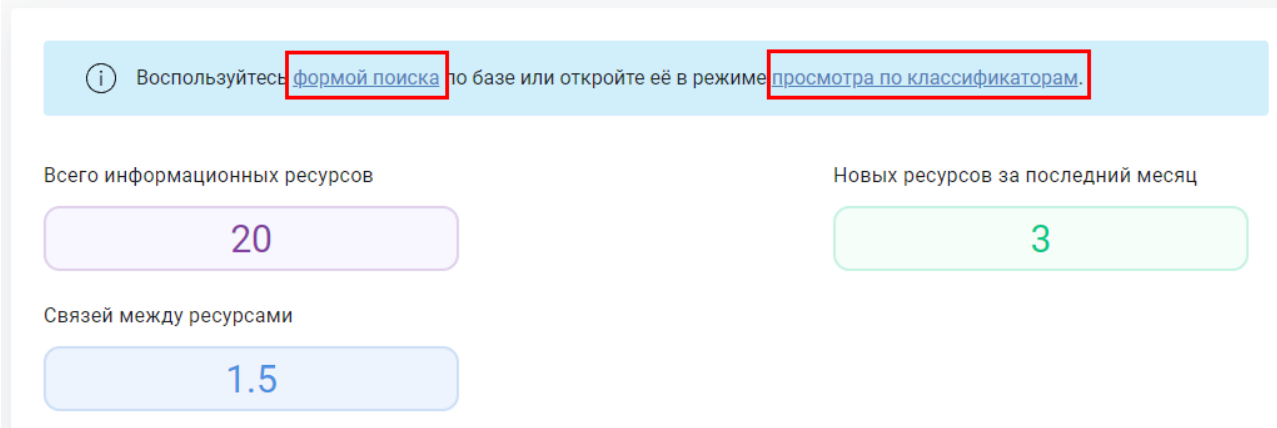 Воспользуйтесь формой поиска по базе или откройте её в режиме просмотра по классификаторам.
Всего информационных ресурсов
Новых ресурсов за последний месяц
20
3
Связей между ресурсами
1.5